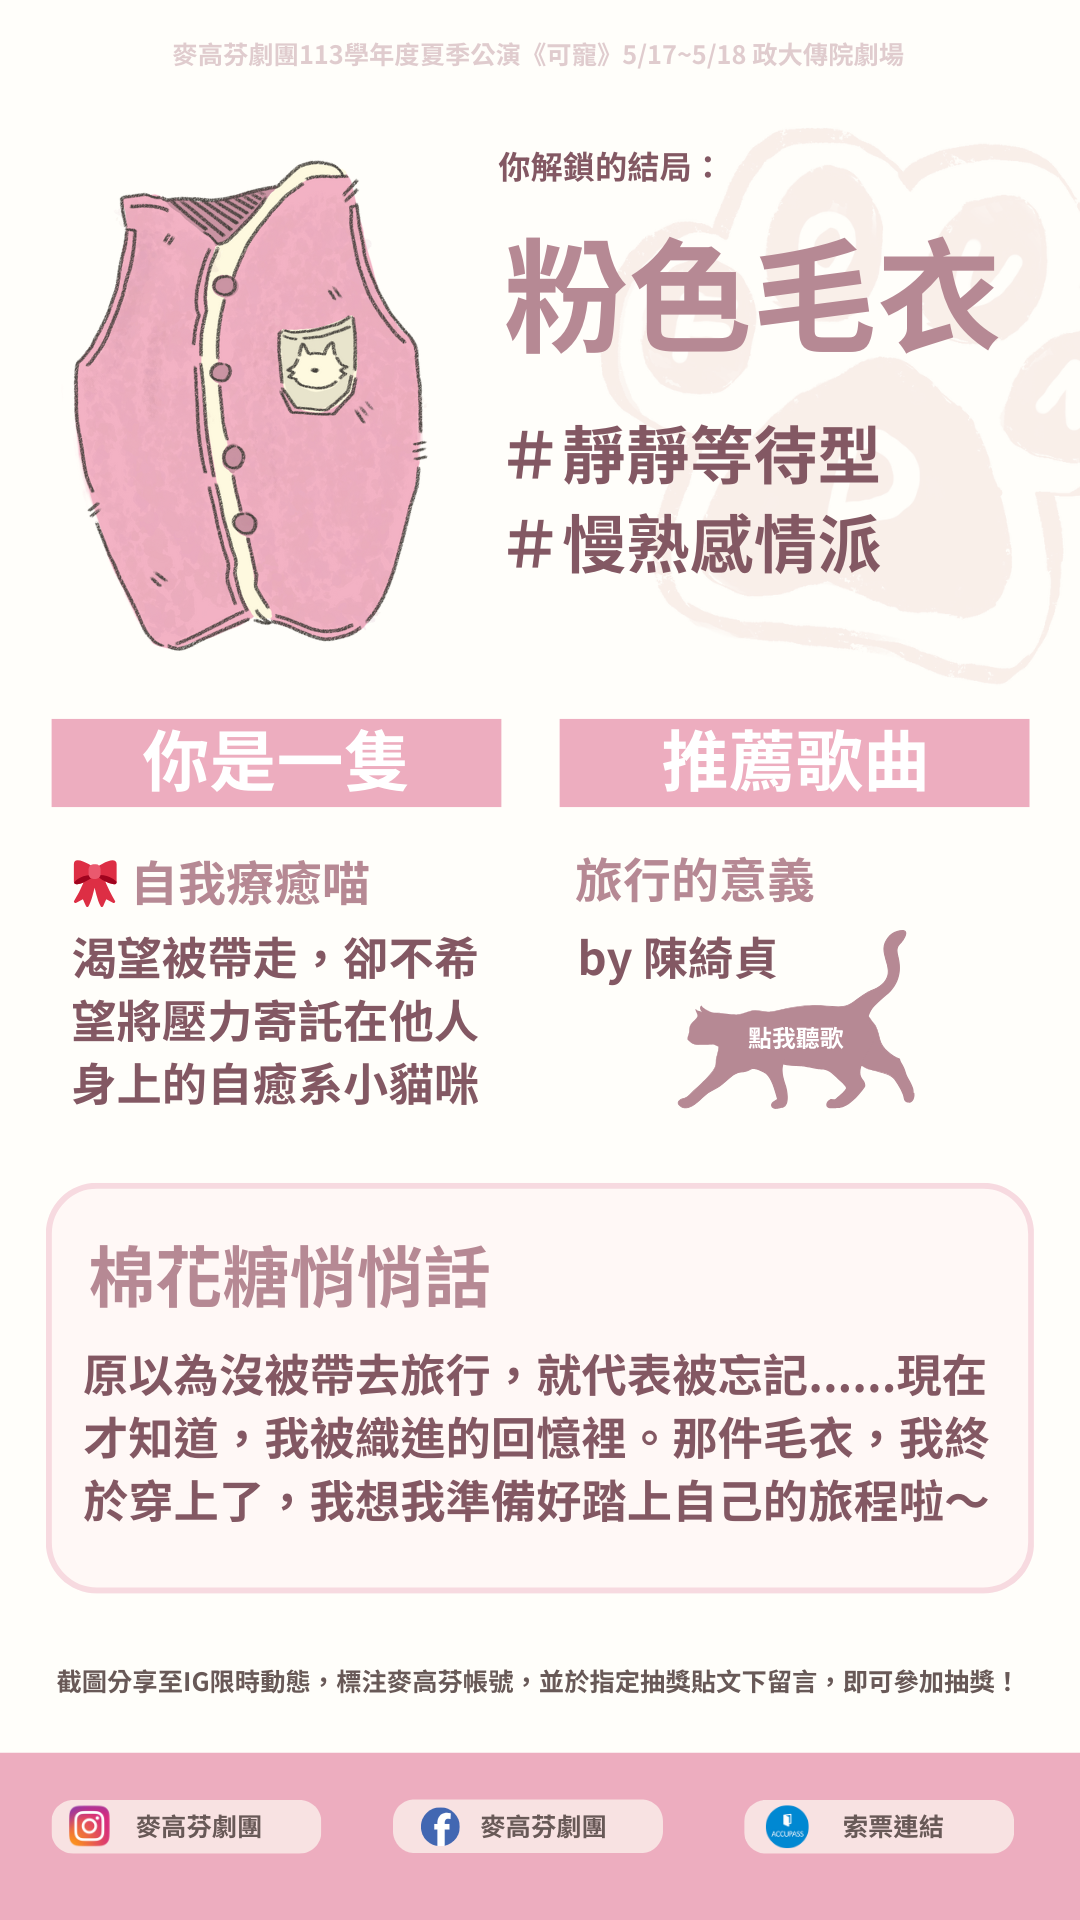 麥高芬劇團113學年度夏季公演《可寵》5/17~5/18 政大傳院劇場
你解鎖的結局：
粉色毛衣
＃靜靜等待型
＃慢熟感情派
你是一隻
🎀自我療癒喵
渴望被帶走，卻不希
望將壓力寄託在他人
身上的自癒系小貓咪
推薦歌曲
旅行的意義
by 陳綺貞
點我聽歌
棉花糖悄悄話
原以為沒被帶去旅行，就代表被忘記......現在
才知道，我被織進的回憶裡。那件毛衣，我終
於穿上了，我想我準備好踏上自己的旅程啦～
截圖分享至IG限時動態，標注麥高芬帳號，並於指定抽獎貼文下留言，即可參加抽獎！
麥高芬劇團
麥高芬劇團
ACCUPASS
索票連結